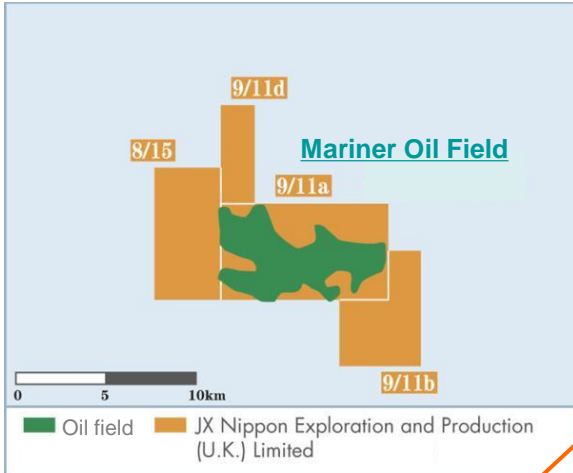 9/11d
Mariner Oil Field
8/15
9/11a
9/11b
0 5 10km
Oil field
JX Nippon Exploration and Production
(U.K.) Limited